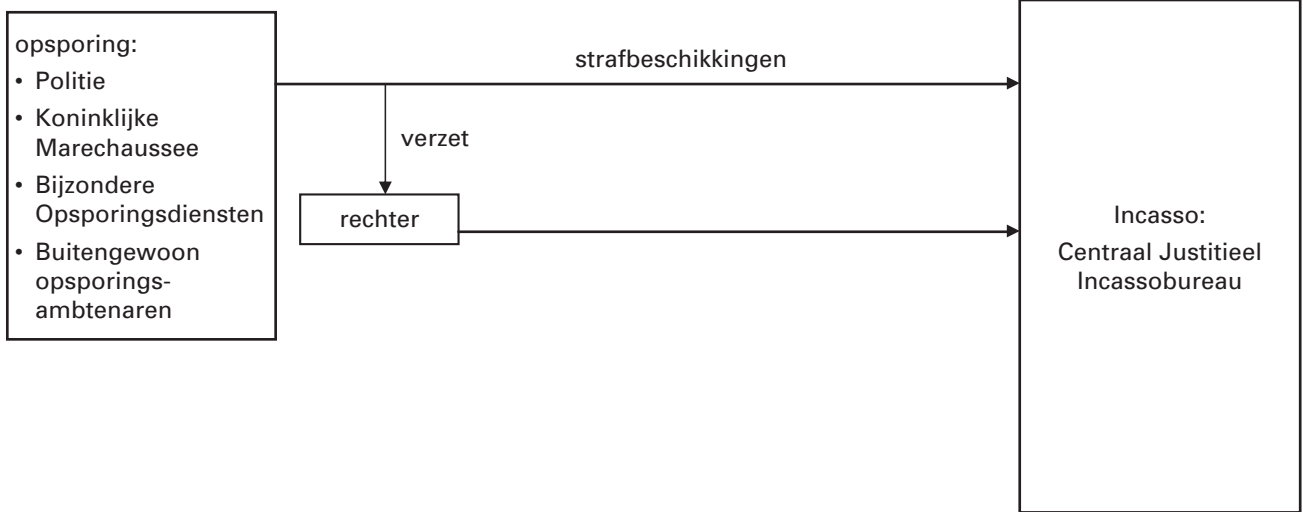 opsporing:
• Politie
• Koninklijke
Marechaussee
• Bijzondere
Opsporingsdiensten
• Buitengewoon
opsporings-
ambtenaren
strafbeschikkingen
verzet
rechter
Incasso:
Centraal Justitieel
Incassobureau